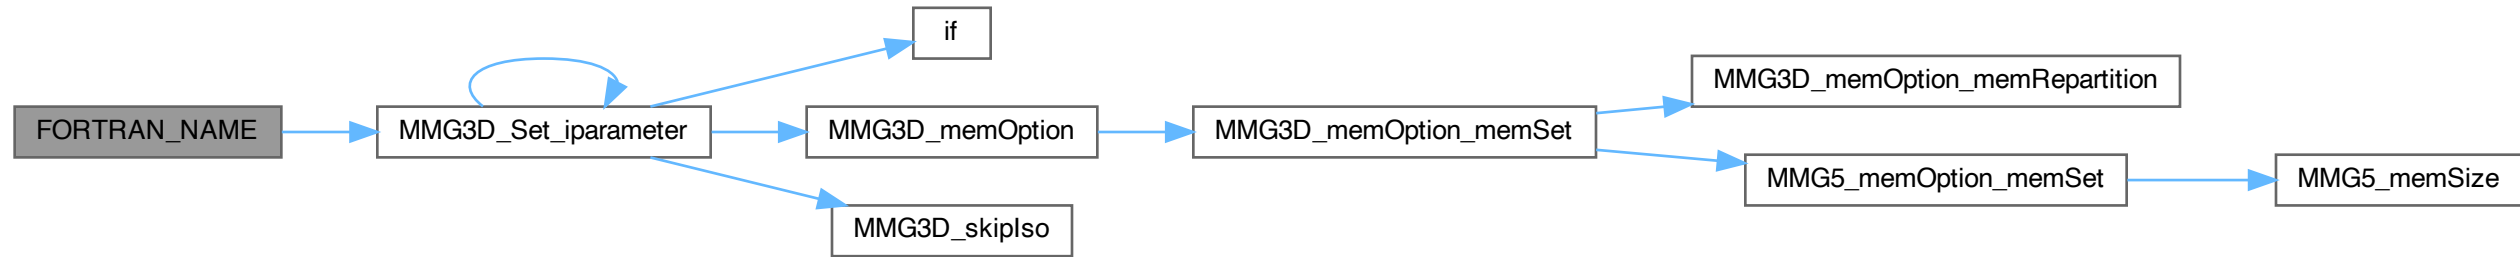 FORTRAN_NAME
MMG3D_Set_iparameter
if
MMG3D_memOption
MMG3D_skipIso
MMG3D_memOption_memSet
MMG3D_memOption_memRepartition
MMG5_memOption_memSet
MMG5_memSize